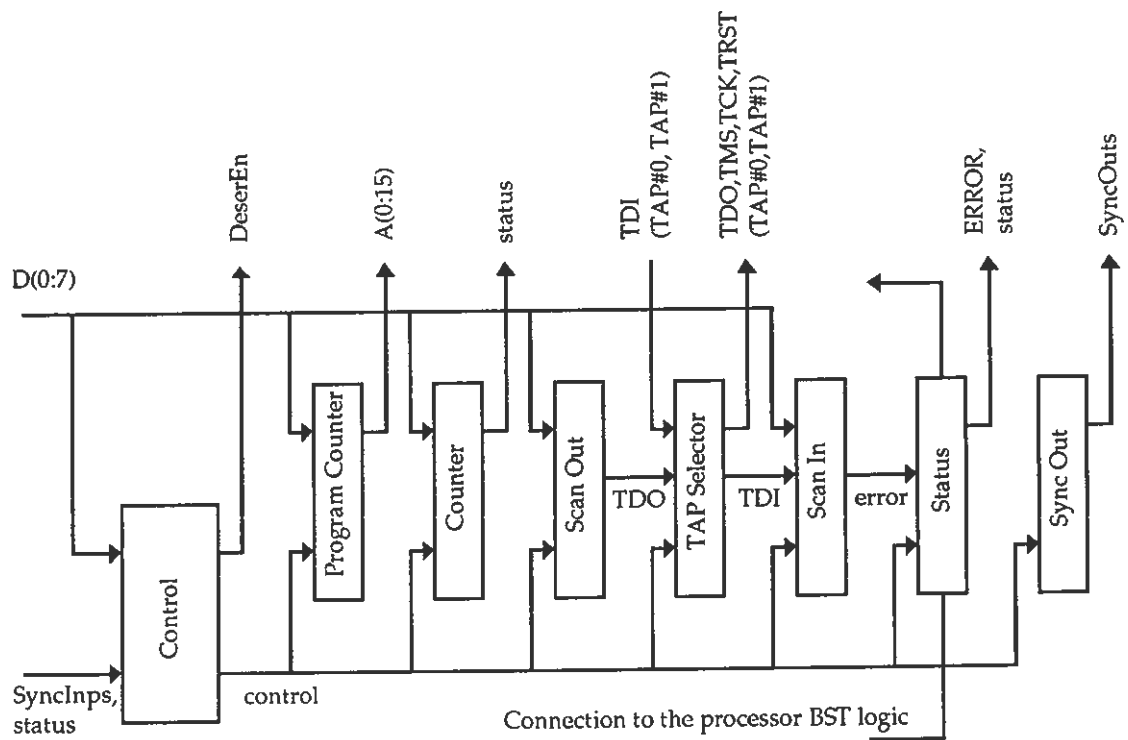 DeserEn
A(0:15)
status
TDI
(TAP#0, TAP#1)
TDO,TMS,TCK,TRST
(TAP#0,TAP#1)
ERROR,
status
SyncOuts
D(0:7)
Control
Program Counter
Counter
Scan Out
TDO
TAP Selector
TDI
Scan In
error
Status
Sync Out
SyncInps,
status
control
Connection to the processor BST logic